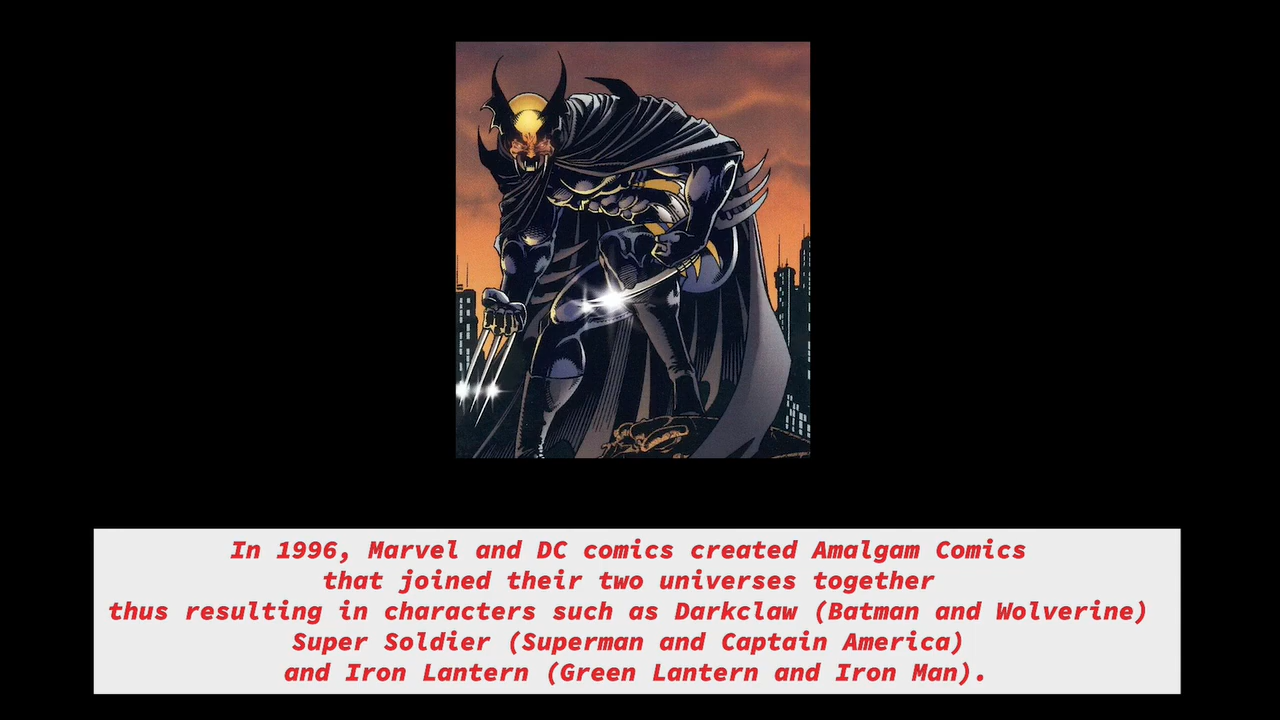 In 1996, Marvel and DC comics created Amalgam Comics
that joined their two universes together
thus resulting in characters such as Darkclaw (Batman and Wolverine)
Super Soldier (Superman and Captain America)
and Iron Lantern (Green Lantern and Iron Man).